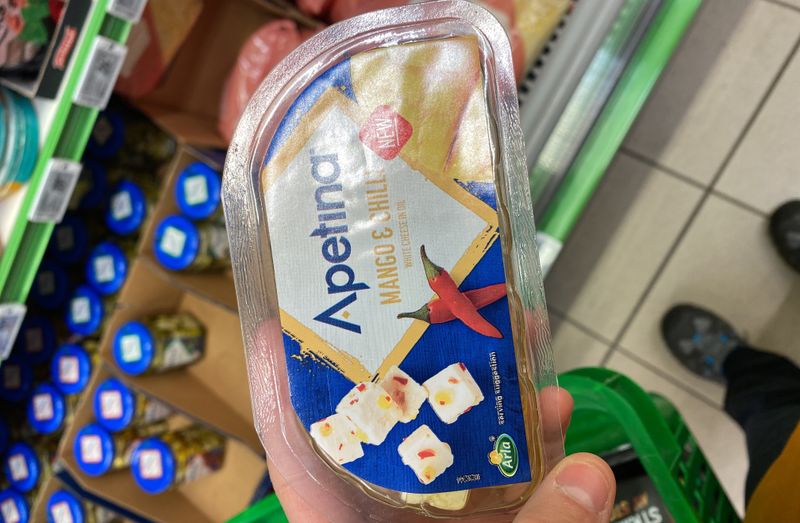 NEW
Apetina
MANGO & CHILLI
WHITE CHEESE IN OIL
serving suggestion
Arla